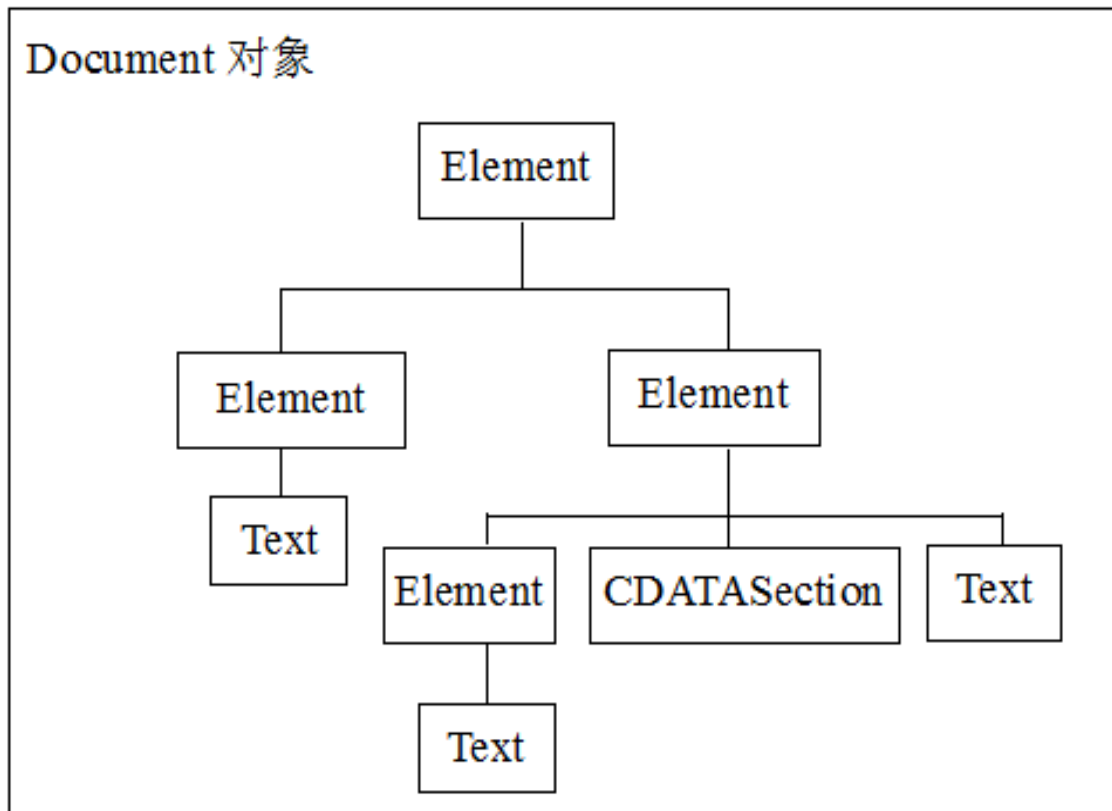 Document 对象
Element
Element
Element
Text
Element
CDATASection
Text
Text